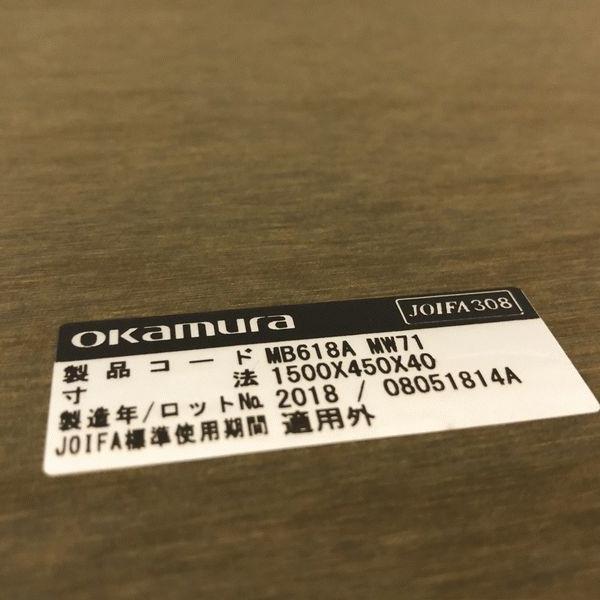 okamura JOIFA308
製品コード MB618A MW71
寸法 1500X450X40
製造年/ロット№ 2018 / 08051814A
JOIFA標準使用期間 適用外